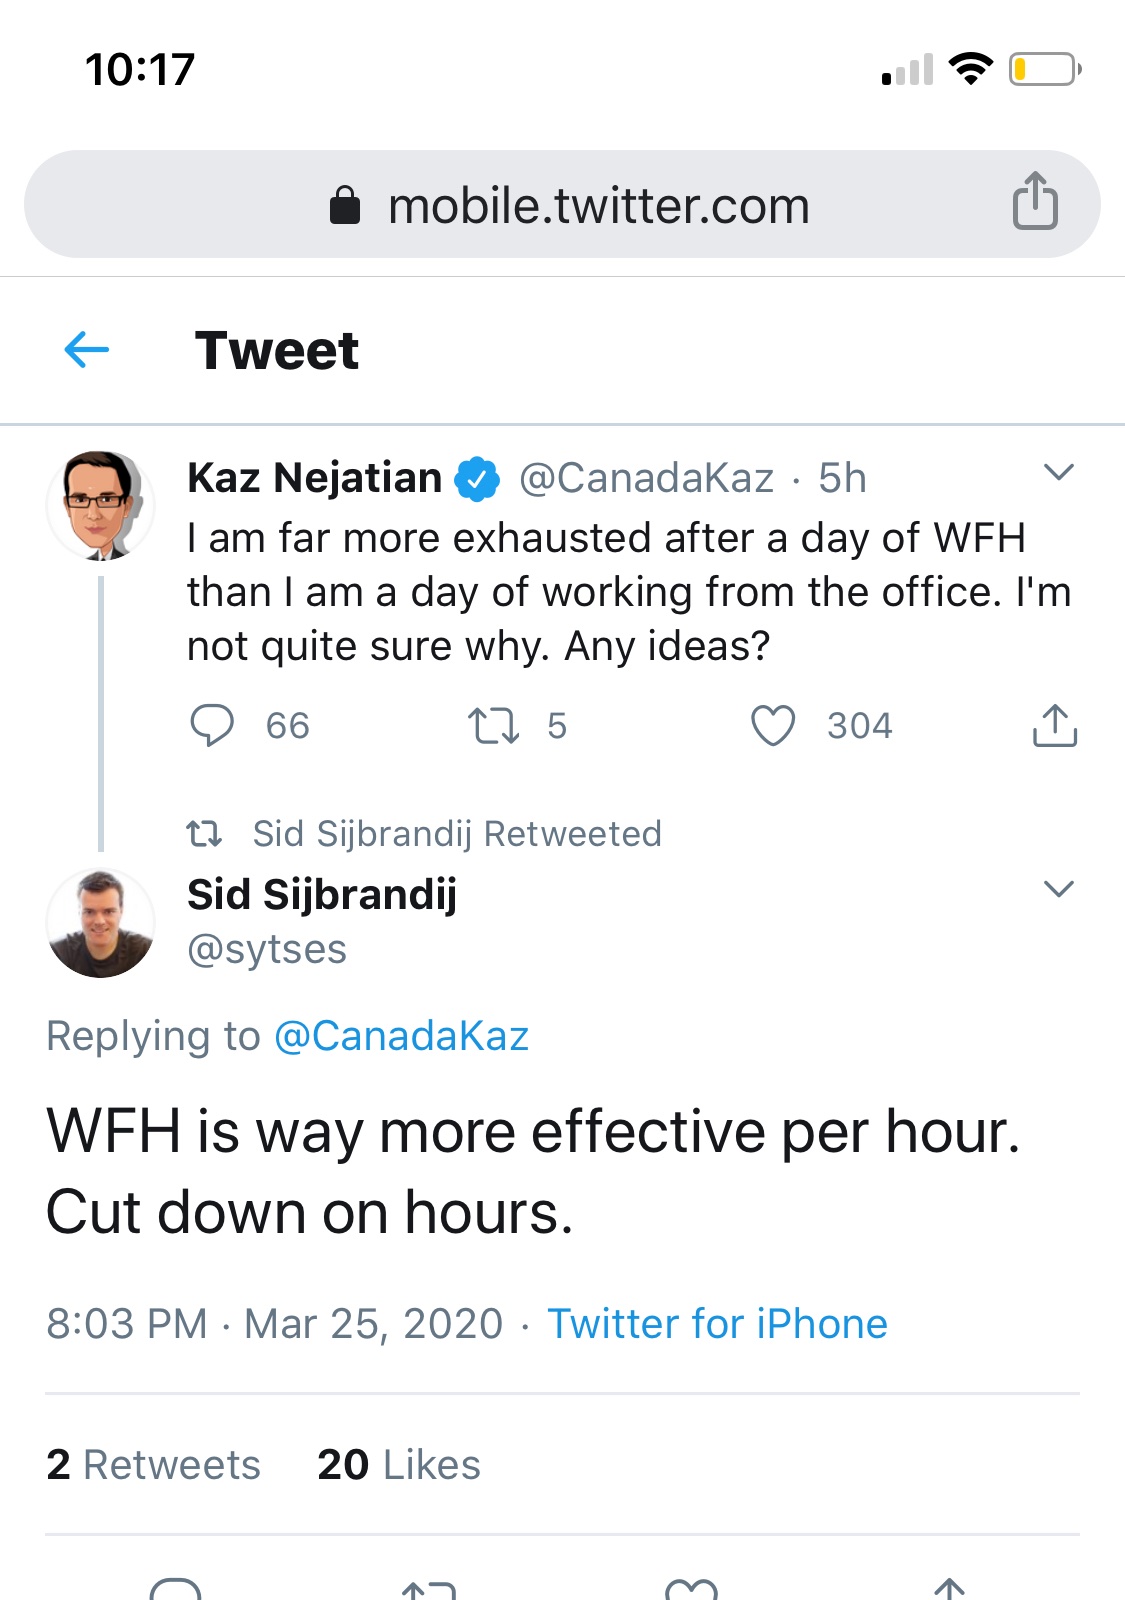 10:17
mobile.twitter.com
Tweet
Kaz Nejatian @CanadaKaz · 5h
I am far more exhausted after a day of WFH
than I am a day of working from the office. I'm
not quite sure why. Any ideas?
66 5 304
Sid Sijbrandij Retweeted
Sid Sijbrandij
@sytses
Replying to @CanadaKaz
WFH is way more effective per hour.
Cut down on hours.
8:03 PM · Mar 25, 2020 · Twitter for iPhone
2 Retweets 20 Likes